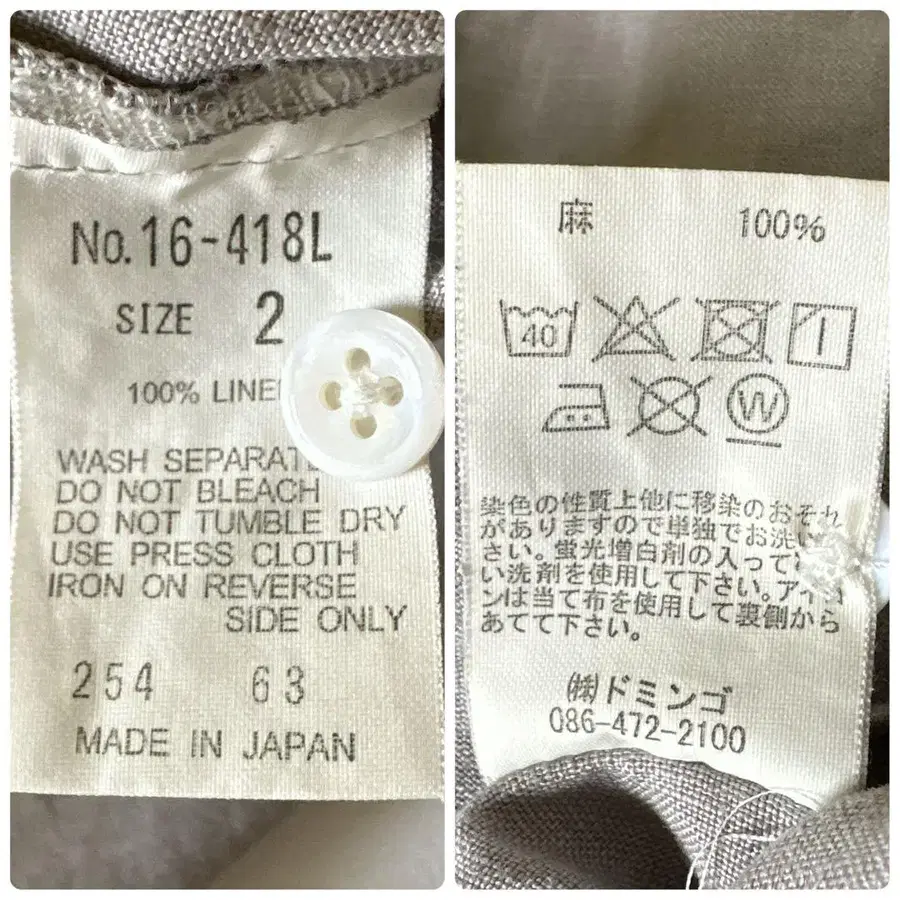 No.16-418L
SIZE 2
100%
WASH
DO NOT BLEACH
DO NOT TUMBLE DRY
USE PRESS CLOTH
IRON ON REVERSE
SIDE ONLY
254 63
MADE IN JAPAN
麻 100%
40
W
染色の性質上他に移染のおそれ
がありますので単独でお洗い
さい。蛍光増白剤の入って
い洗剤を使用して下さい。アイロ
ンは当て布を使用して裏側から
あてて下さい。
㈱ドミンゴ
086-472-2100